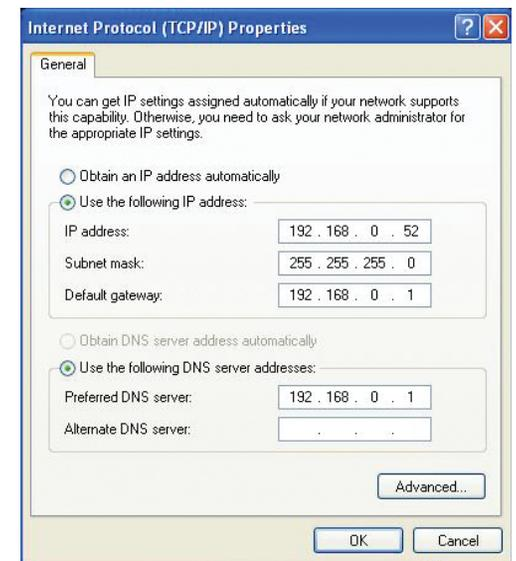 Internet Protocol (TCP/IP) Properties
General
You can get IP settings assigned automatically if your network supports
this capability. Otherwise, you need to ask your network administrator for
the appropriate IP settings.
Obtain an IP address automatically
Use the following IP address:
IP address: 192 . 168 . 0 . 52
Subnet mask: 255 . 255 . 255 . 0
Default gateway: 192 . 168 . 0 . 1
Obtain DNS server address automatically
Use the following DNS server addresses:
Preferred DNS server: 192 . 168 . 0 . 1
Alternate DNS server: . . .
Advanced...
OK Cancel